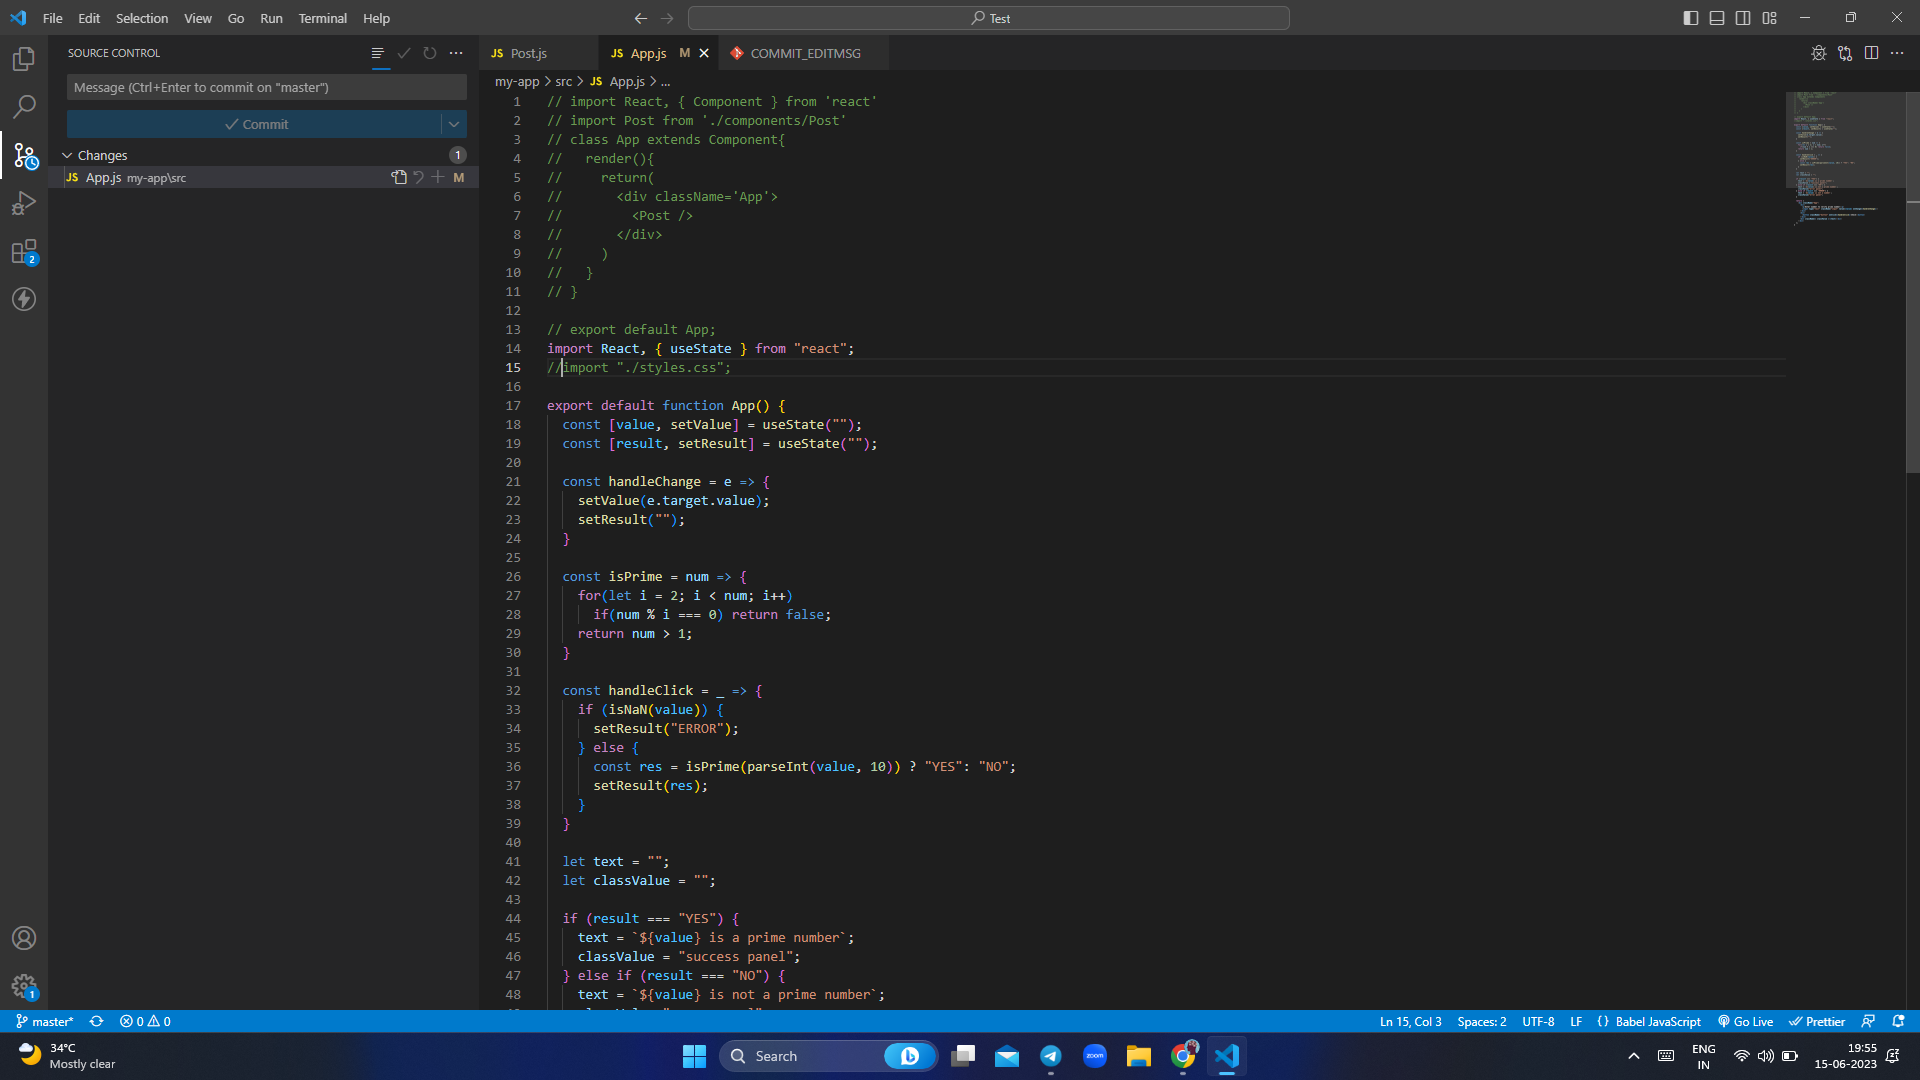 File Edit Selection View Go Run Terminal Help
Test
SOURCE CONTROL
Message (Ctrl+Enter to commit on "master")
Commit
Changes 1
JS App.js my-app\src M
2
1
JS Post.js
JS App.js M
COMMIT_EDITMSG
my-app > src > JS App.js > ...
1 // import React, { Component } from 'react'
2 // import Post from './components/Post'
3 // class App extends Component{
4 //   render(){
5 //     return(
6 //       <div className='App'>
7 //         <Post />
8 //       </div>
9 //     )
10 //   }
11 // }
12
13 // export default App;
14 import React, { useState } from "react";
15 //import "./styles.css";
16
17 export default function App() {
18   const [value, setValue] = useState("");
19   const [result, setResult] = useState("");
20
21   const handleChange = e => {
22     setValue(e.target.value);
23     setResult("");
24   }
25
26   const isPrime = num => {
27     for(let i = 2; i < num; i++)
28       if(num % i === 0) return false;
29     return num > 1;
30   }
31
32   const handleClick = _ => {
33     if (isNaN(value)) {
34       setResult("ERROR");
35     } else {
36       const res = isPrime(parseInt(value, 10)) ? "YES": "NO";
37       setResult(res);
38     }
39   }
40
41   let text = "";
42   let classValue = "";
43
44   if (result === "YES") {
45     text = `${value} is a prime number`;
46     classValue = "success panel";
47   } else if (result === "NO") {
48     text = `${value} is not a prime number`;
master* 0 0
Ln 15, Col 3 Spaces: 2 UTF-8 LF {} Babel JavaScript Go Live Prettier
34°C
Mostly clear
Search
zoom
ENG
IN
19:55
15-06-2023